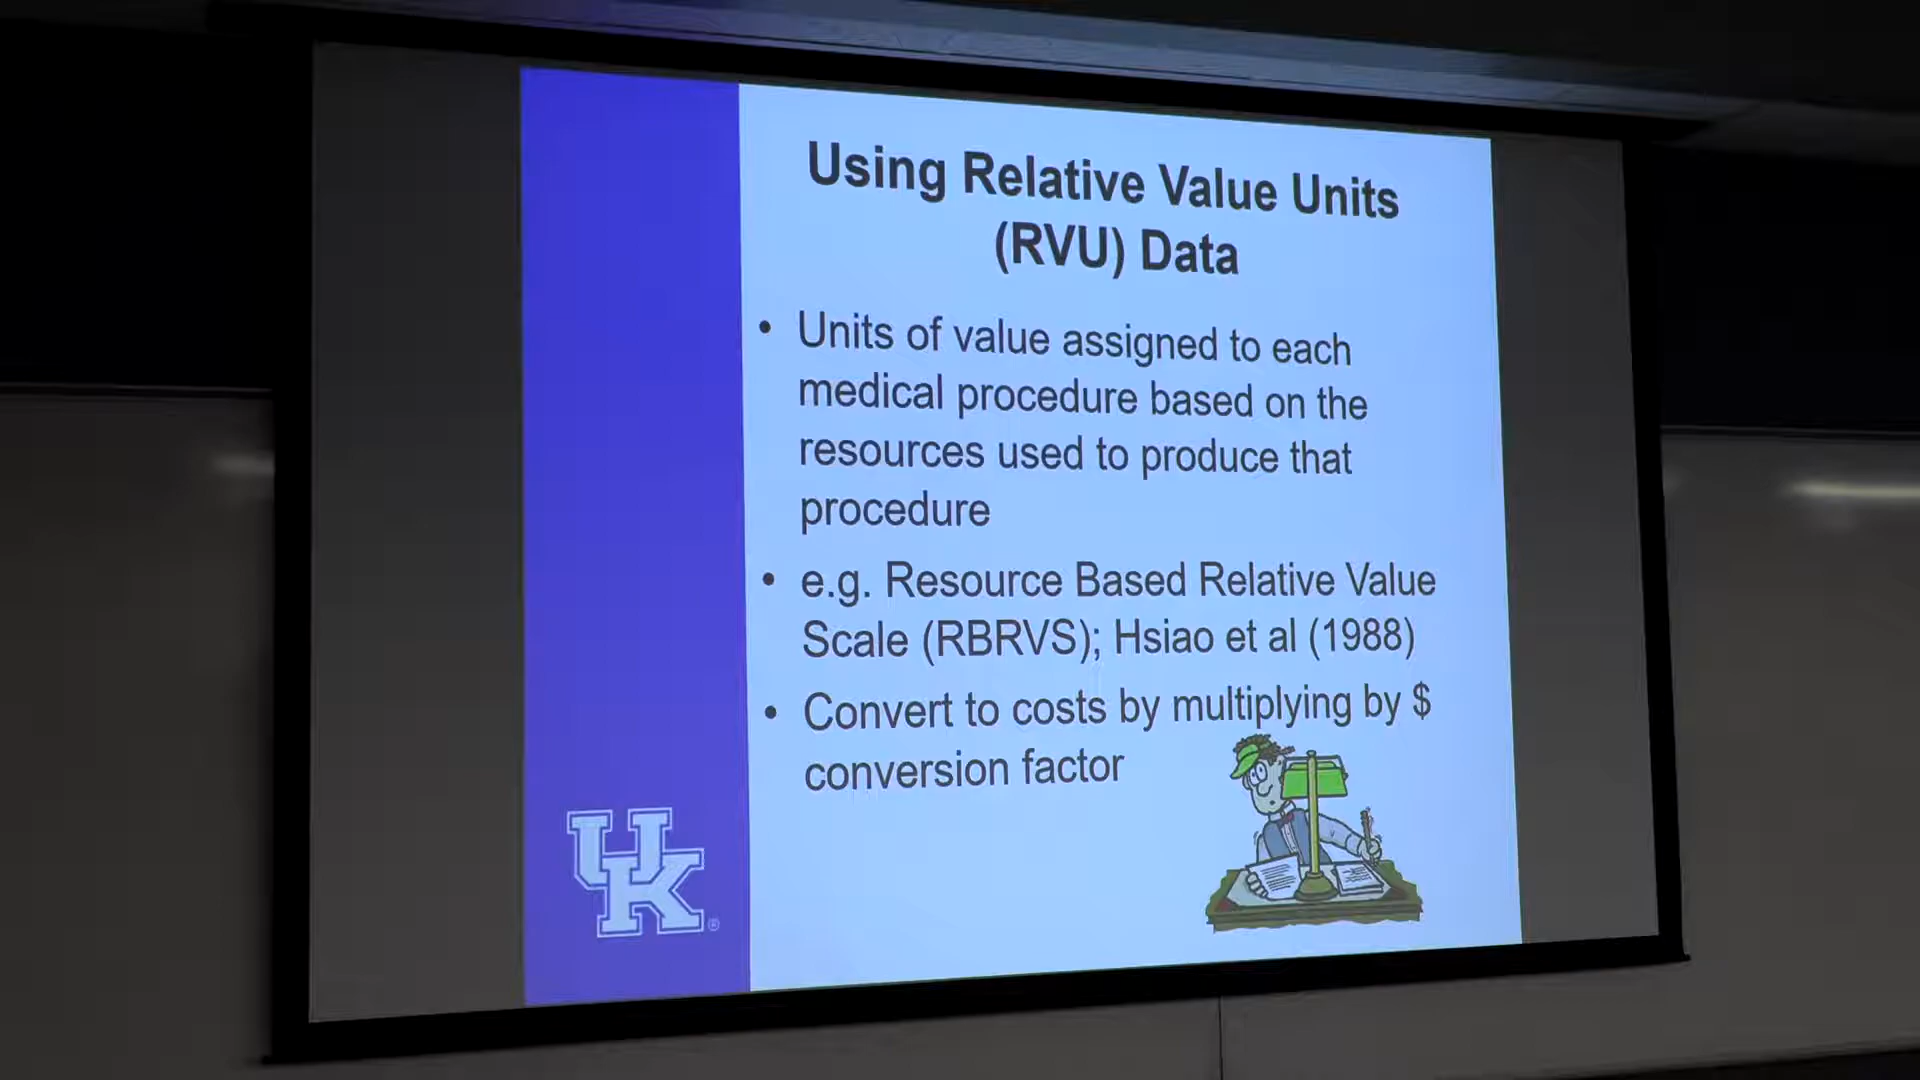 Using Relative Value Units
(RVU) Data
• Units of value assigned to each
medical procedure based on the
resources used to produce that
procedure
• e.g. Resource Based Relative Value
Scale (RBRVS); Hsiao et al (1988)
• Convert to costs by multiplying by $
conversion factor
UK®